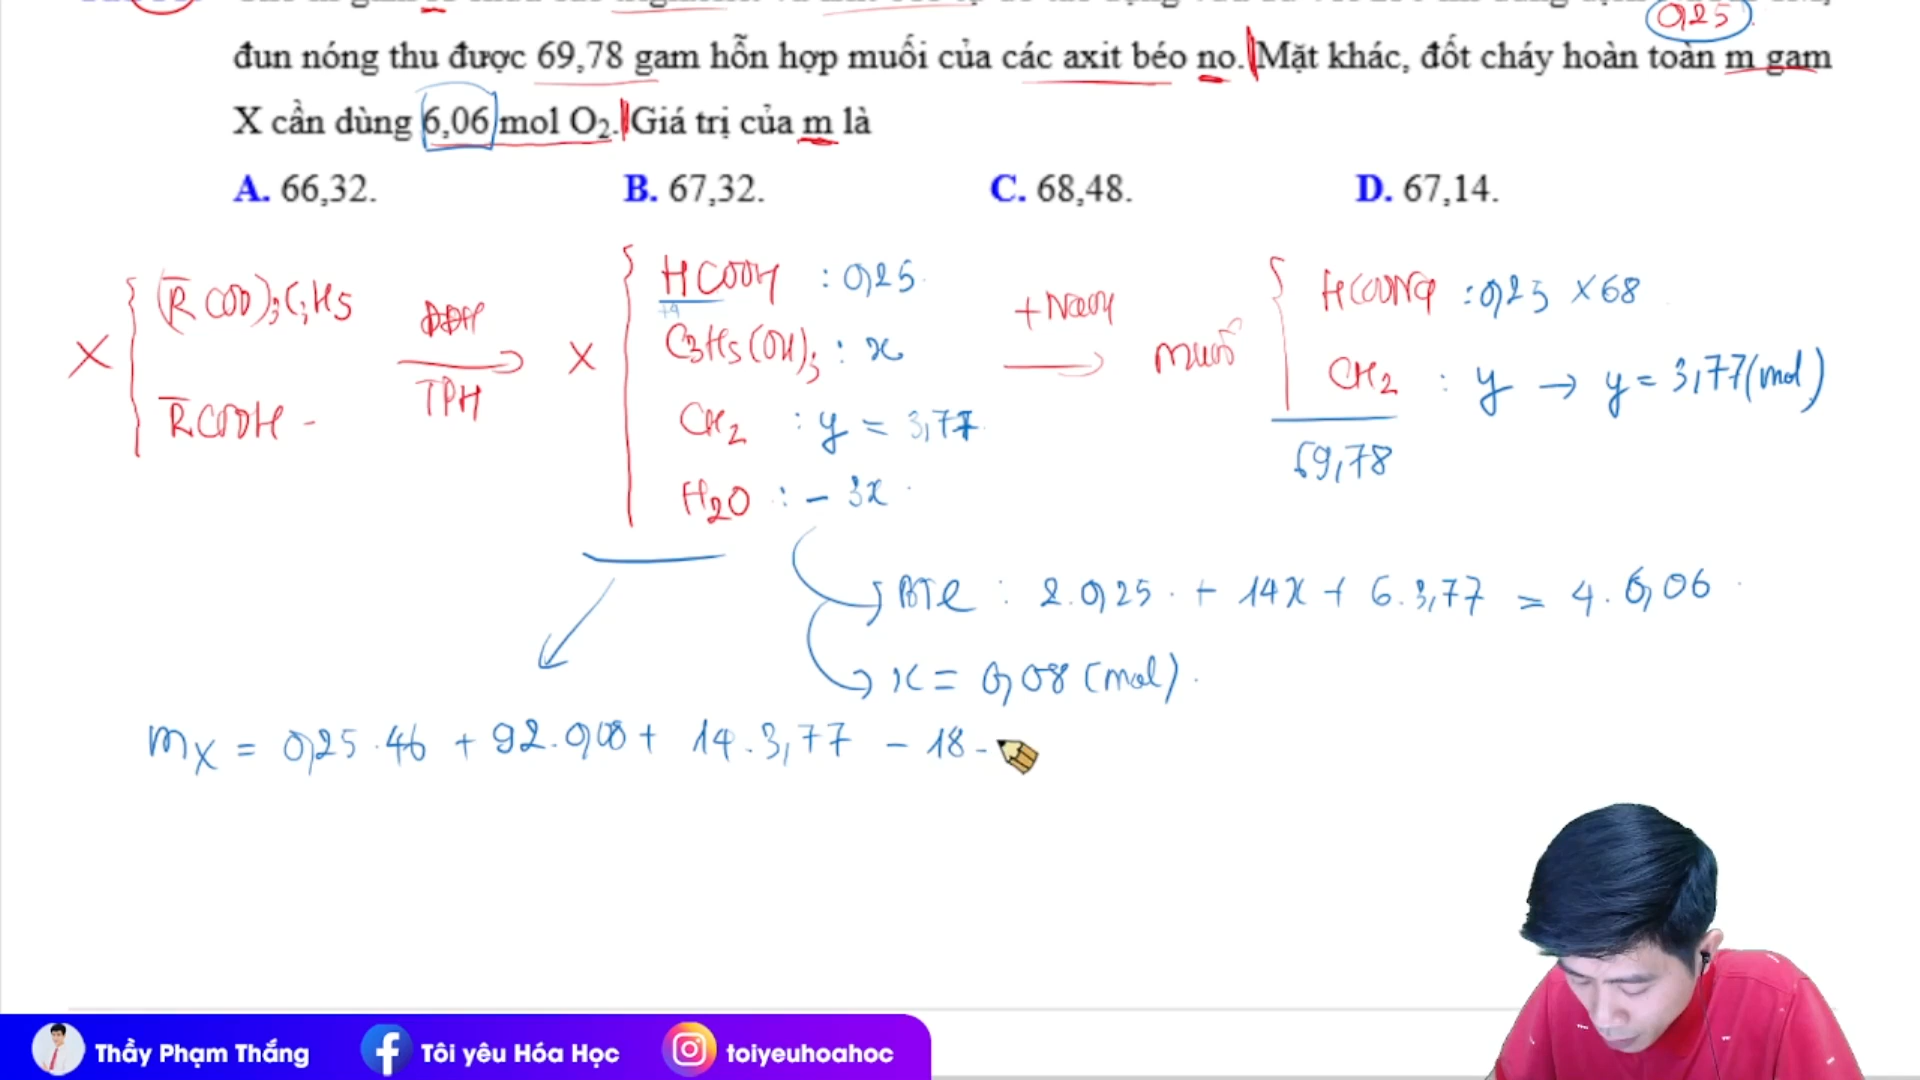 0,25
đun nóng thu được 69,78 gam hỗn hợp muối của các axit béo no. Mặt khác, đốt cháy hoàn toàn m gam
X cần dùng 6,06 mol O₂. Giá trị của m là
A. 66,32. B. 67,32. C. 68,48. D. 67,14.
X { (R̄COO)₃C₃H₅
R̄COOH -
ĐĐH
TPH
X { HCOOH : 0,25
C₃H₅(OH)₃ : x
CH₂ : y = 3,77
H₂O : - 3x
+NaOH
muối { HCOONa : 0,25 × 68
CH₂ : y → y = 3,77(mol)
69,78
BTe : 2.0,25 + 14x + 6.3,77 = 4.6,06
x = 0,08 (mol).
mX = 0,25.46 + 92.0,08 + 14.3,77 - 18.
Thầy Phạm Thắng Tôi yêu Hóa Học toiyeuhoahoc